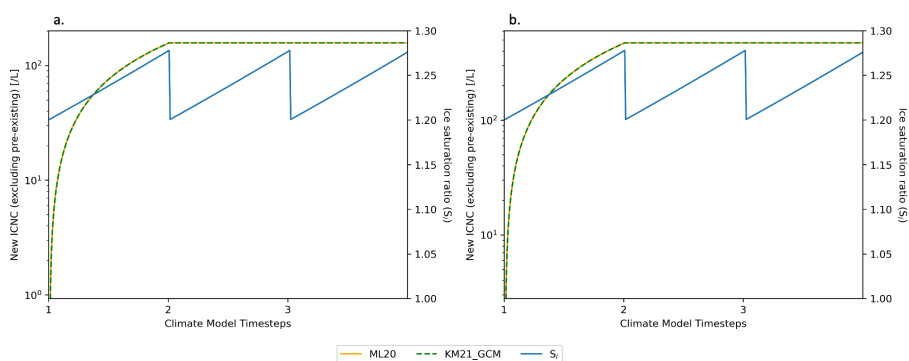 a.
b.
New ICNC (excluding pre-existing) [/L]
10²
10¹
10⁰
1.30
1.25
1.20
1.15
1.10
1.05
1.00
Ice saturation ratio (Sᵢ)
1
2
3
Climate Model Timesteps
New ICNC (excluding pre-existing) [/L]
10²
10¹
1.30
1.25
1.20
1.15
1.10
1.05
1.00
Ice saturation ratio (Sᵢ)
1
2
3
Climate Model Timesteps
ML20 KM21_GCM Sᵢ